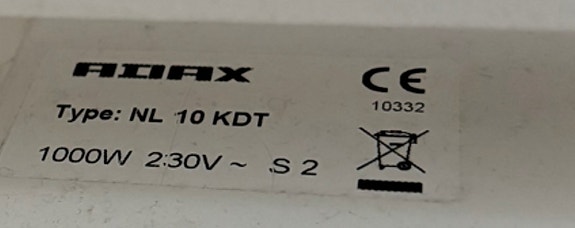 ADAX
CE
10332
Type: NL 10 KDT
1000W 230V ~ S 2